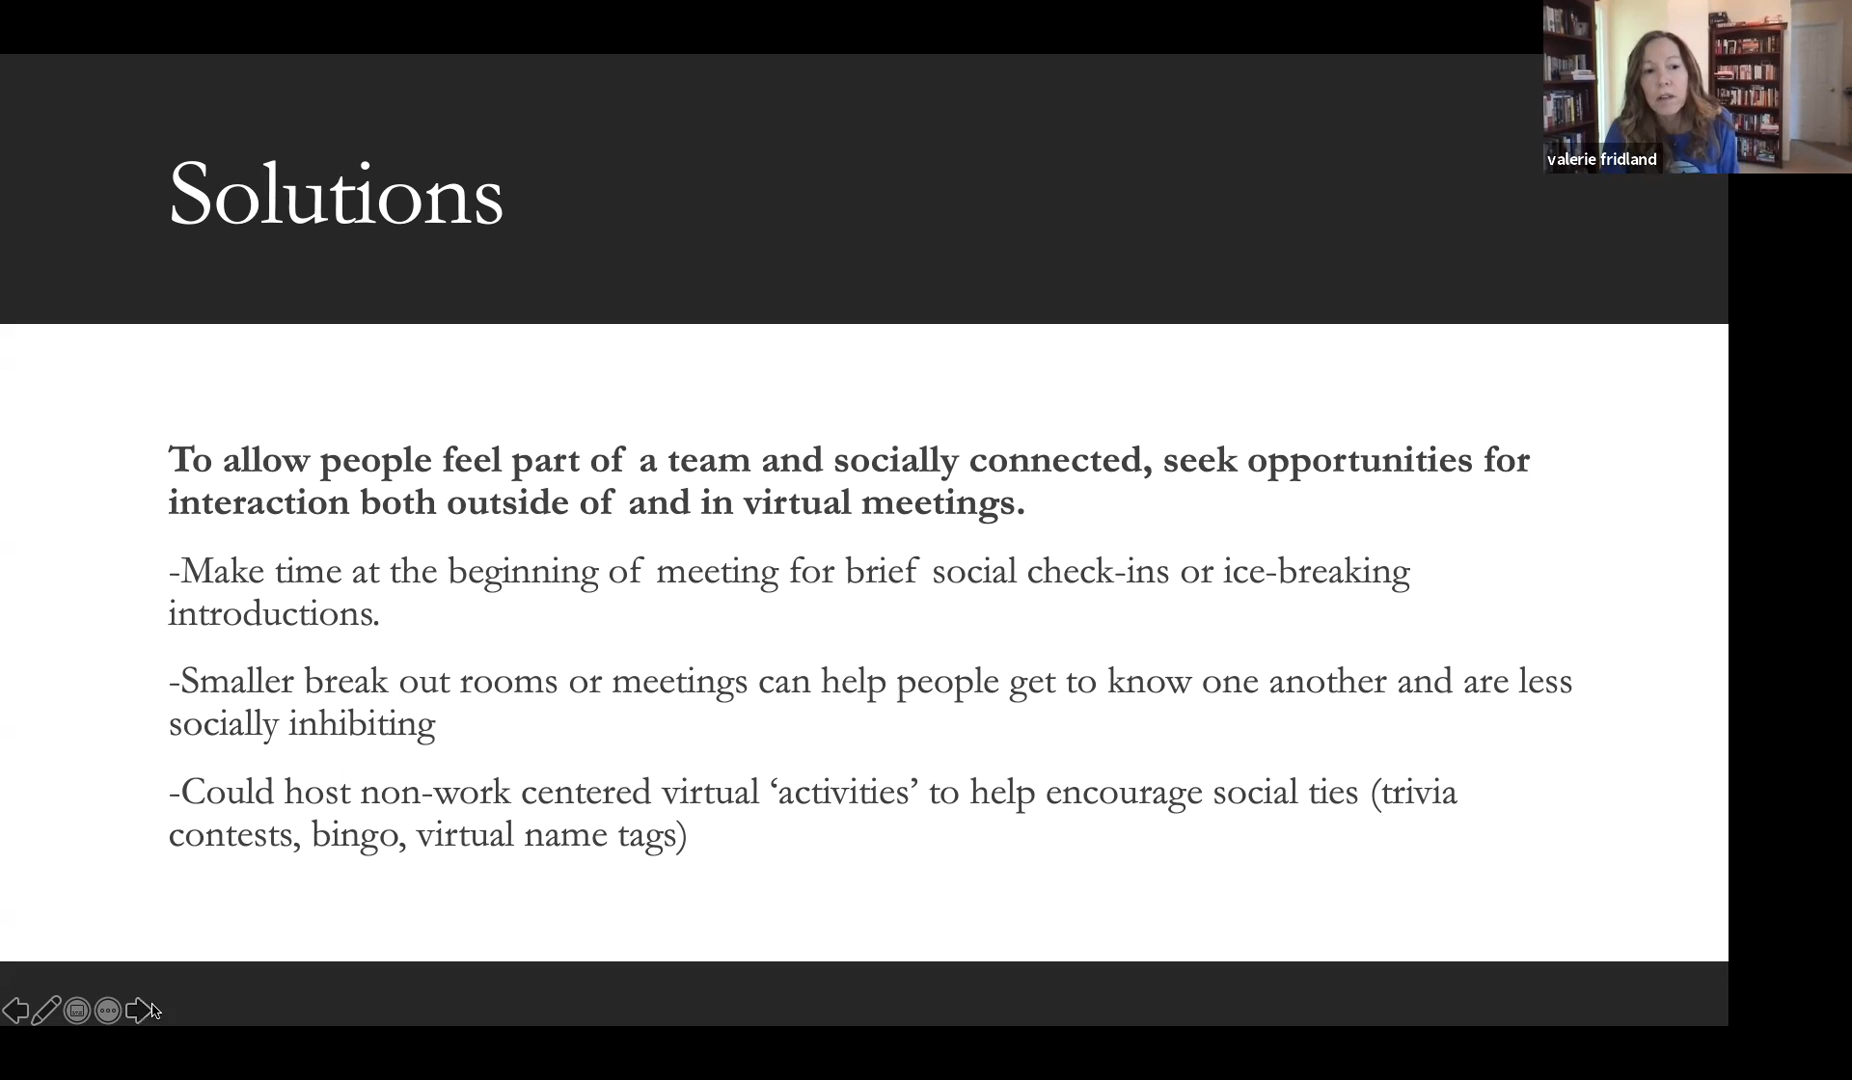 valerie fridland
Solutions
To allow people feel part of a team and socially connected, seek opportunities for
interaction both outside of and in virtual meetings.
-Make time at the beginning of meeting for brief social check-ins or ice-breaking
introductions.
-Smaller break out rooms or meetings can help people get to know one another and are less
socially inhibiting
-Could host non-work centered virtual ‘activities’ to help encourage social ties (trivia
contests, bingo, virtual name tags)